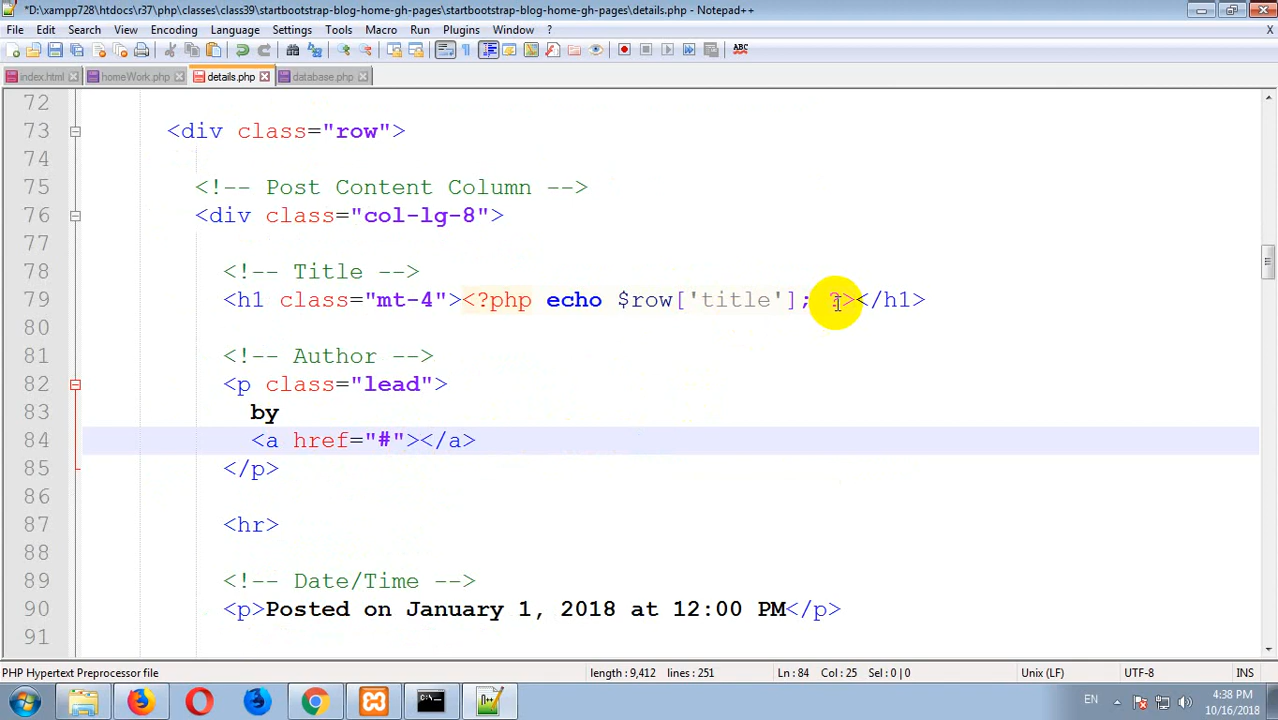 *D:\xampp728\htdocs\r37\php\classes\class39\startbootstrap-blog-home-gh-pages\startbootstrap-blog-home-gh-pages\details.php - Notepad++
File Edit Search View Encoding Language Settings Tools Macro Run Plugins Window ? X
index.html homeWork.php details.php database.php
72
73 <div class="row">
74
75 <!-- Post Content Column -->
76 <div class="col-lg-8">
77
78 <!-- Title -->
79 <h1 class="mt-4"><?php echo $row['title']; ?></h1>
80
81 <!-- Author -->
82 <p class="lead">
83 by
84 <a href="#"></a>
85 </p>
86
87 <hr>
88
89 <!-- Date/Time -->
90 <p>Posted on January 1, 2018 at 12:00 PM</p>
91
PHP Hypertext Preprocessor file length : 9,412 lines : 251 Ln : 84 Col : 25 Sel : 0 | 0 Unix (LF) UTF-8 INS
EN 4:38 PM
10/16/2018